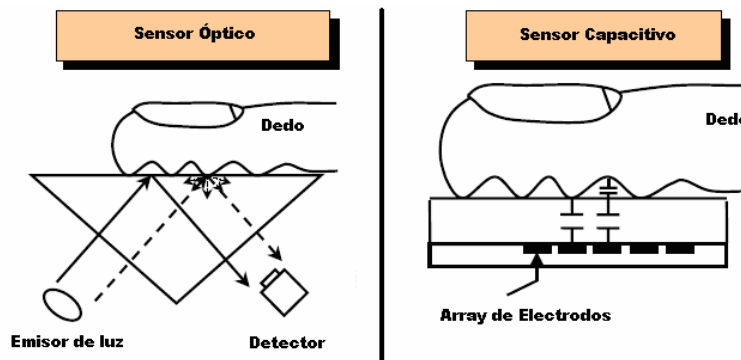 Sensor Óptico
Dedo
Emisor de luz
Detector
Sensor Capacitivo
Dedo
Array de Electrodos